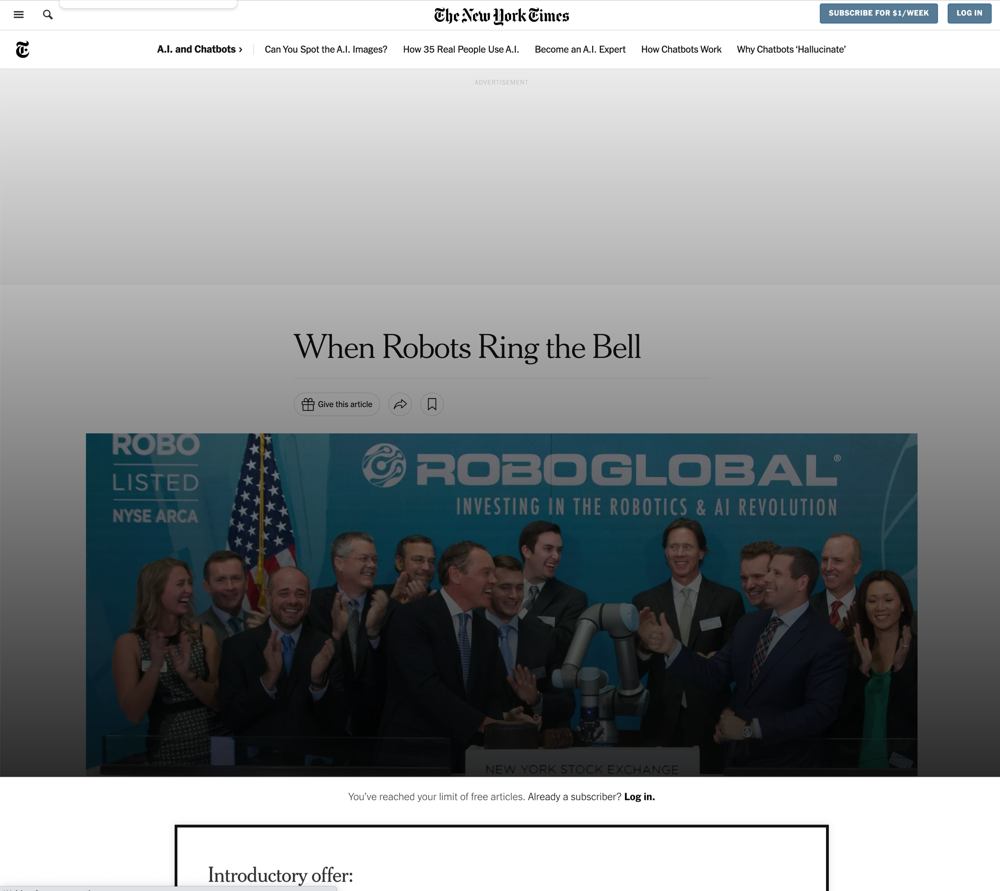 The New York Times
SUBSCRIBE FOR $1/WEEK
LOG IN
A.I. and Chatbots ›
Can You Spot the A.I. Images?
How 35 Real People Use A.I.
Become an A.I. Expert
How Chatbots Work
Why Chatbots ‘Hallucinate’
ADVERTISEMENT
When Robots Ring the Bell
Give this article
ROBO
LISTED
NYSE ARCA
ROBOGLOBAL®
INVESTING IN THE ROBOTICS & AI REVOLUTION
NEW YORK STOCK EXCHANGE
You’ve reached your limit of free articles. Already a subscriber? Log in.
Introductory offer: